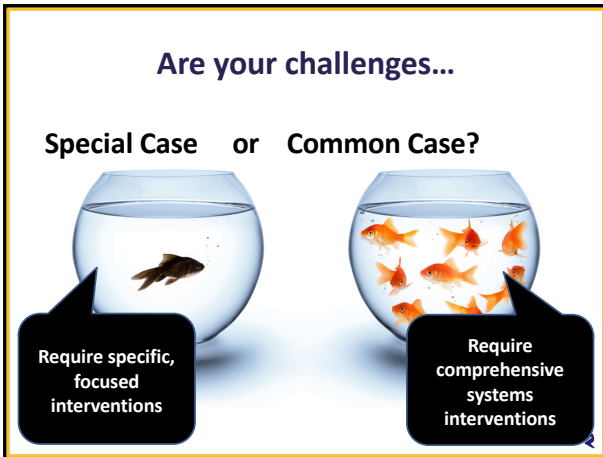 Are your challenges...
Special Case or Common Case?
Require specific,
focused
interventions
Require
comprehensive
systems
interventions